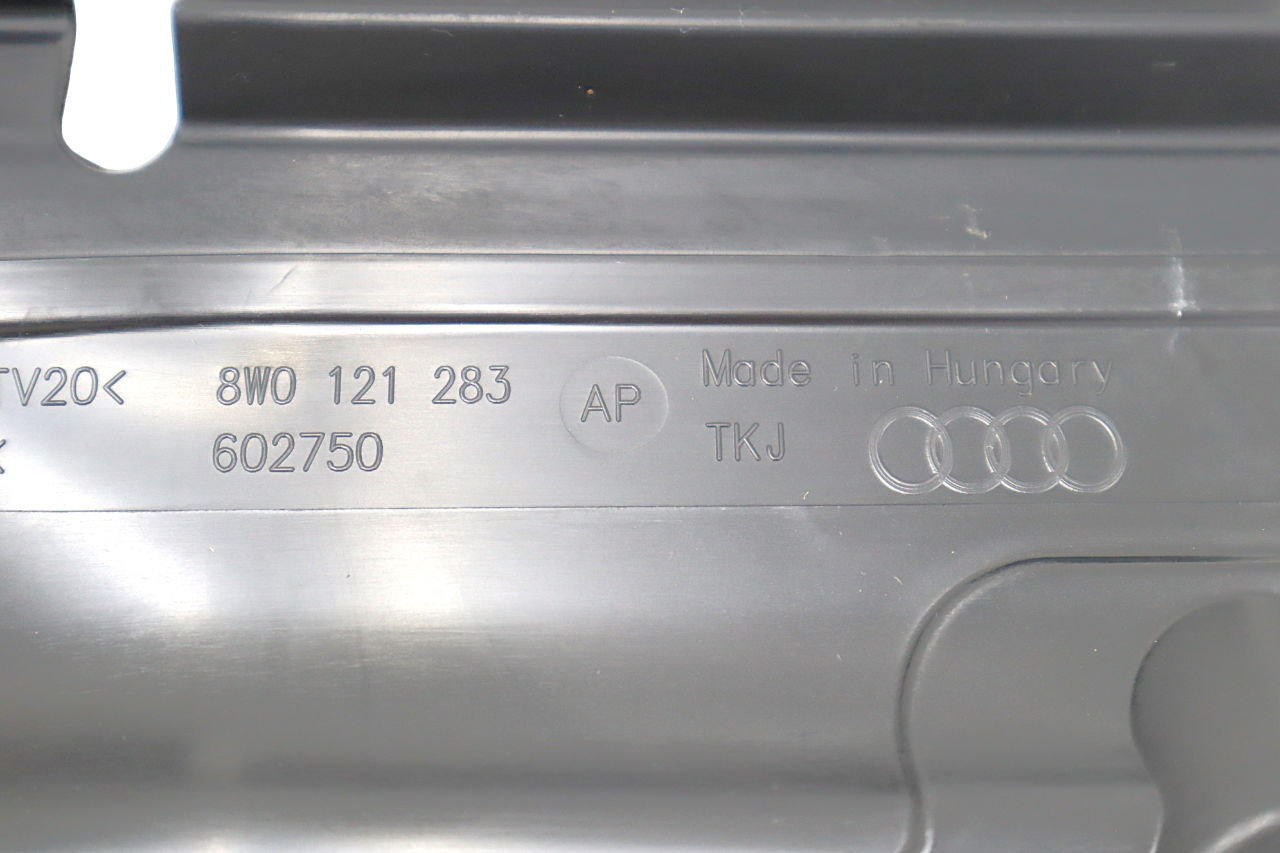 TV20< 8W0 121 283 AP Made in Hungary
< 602750 TKJ